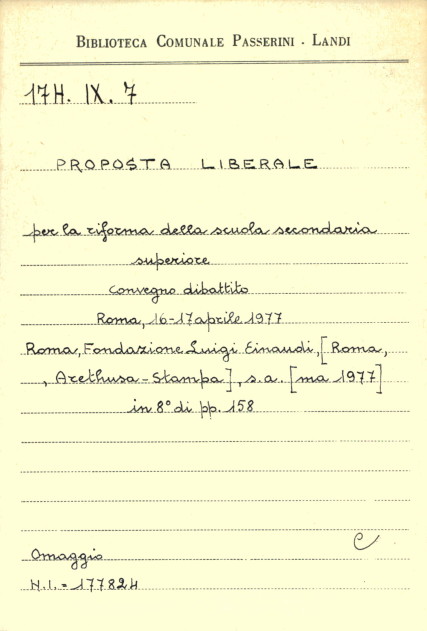 BIBLIOTECA COMUNALE PASSERINI - LANDI
17H. IX. 7
PROPOSTA LIBERALE
per la riforma della scuola secondaria
superiore
convegno dibattito
Roma, 16-17 aprile 1977
Roma, Fondazione Luigi Einaudi, [Roma,
, Arethusa-Stampa], s.a. [ma 1977]
in 8° di pp. 158
e
Omaggio
N.I. = 177824